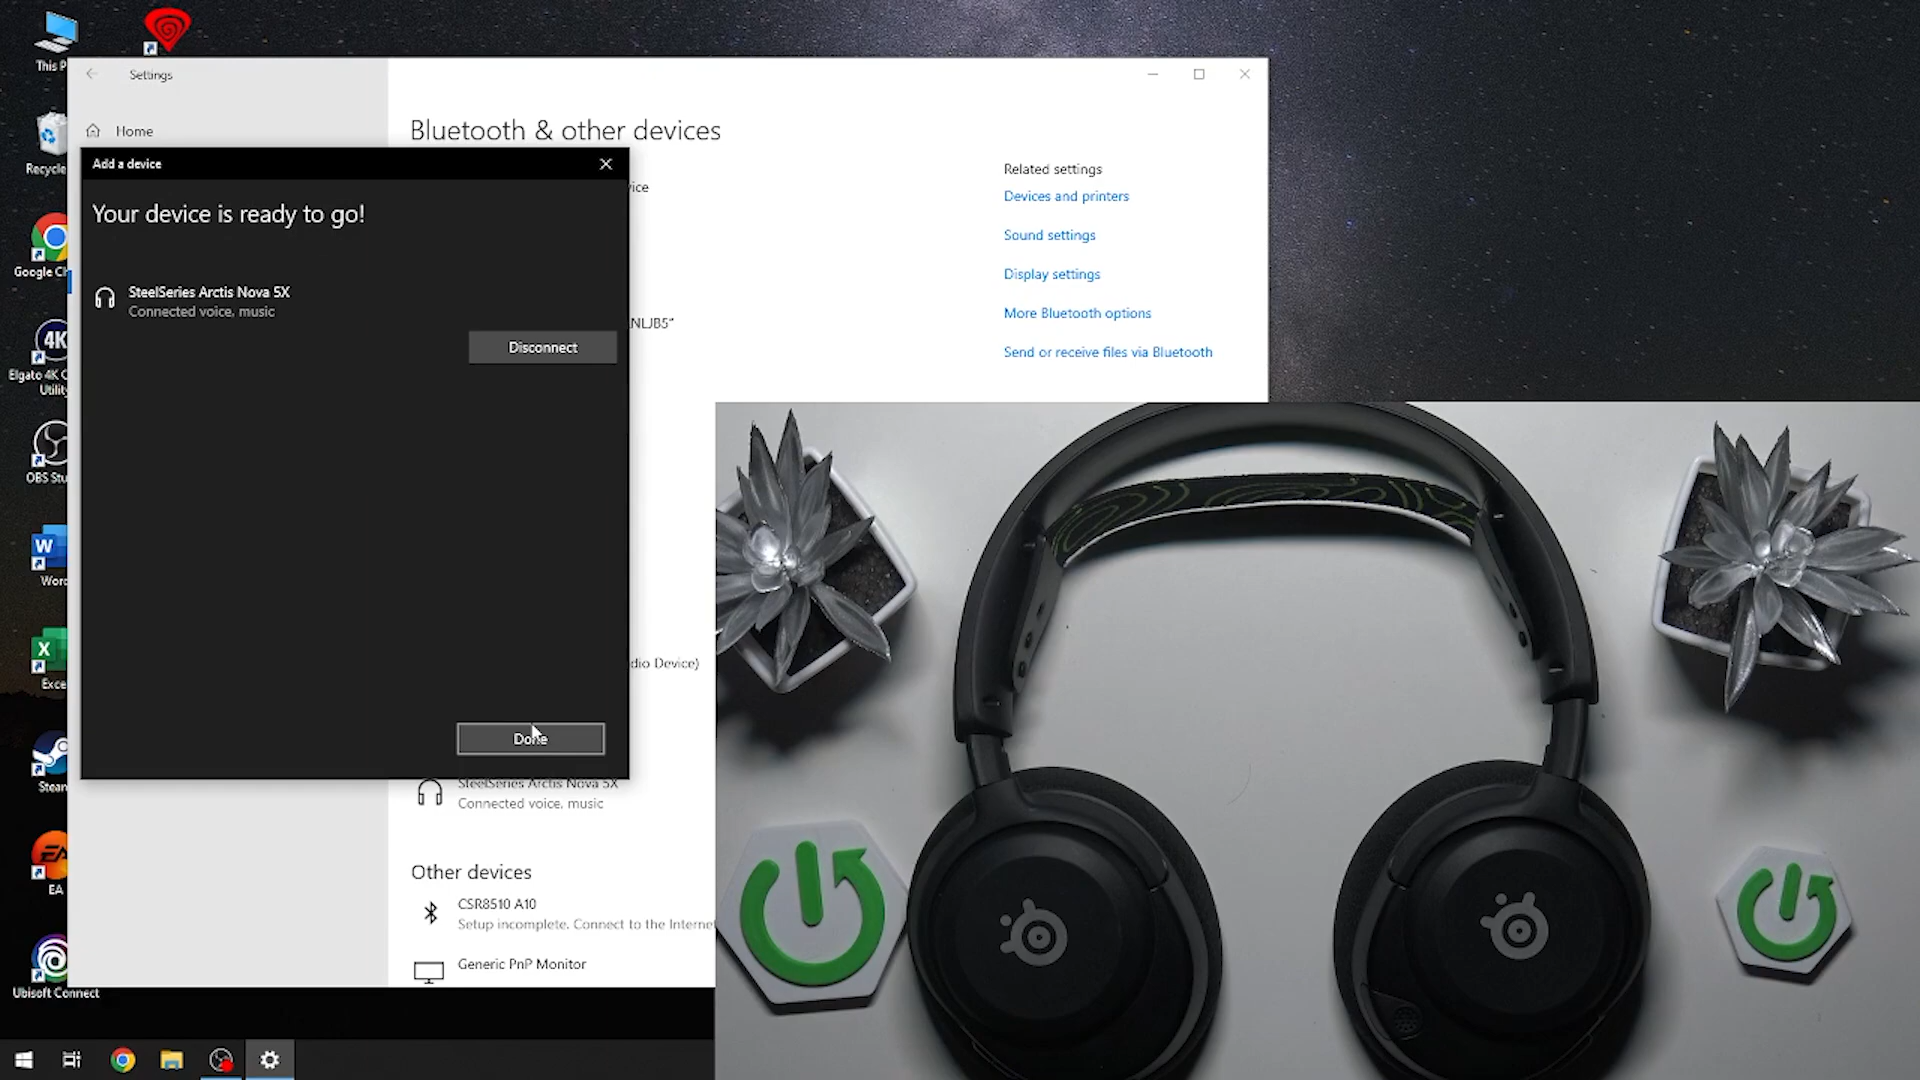 This P
Recycle
Google Ch
Elgato 4K C
Utility
OBS Stu
Word
Exce
Steam
EA
Ubisoft Connect
Settings
Home
Bluetooth & other devices
Related settings
Devices and printers
Sound settings
Display settings
More Bluetooth options
Send or receive files via Bluetooth
vice
NLJB5"
dio Device)
Add a device
Your device is ready to go!
SteelSeries Arctis Nova 5X
Connected voice, music
Disconnect
Done
SteelSeries Arctis Nova 5X
Connected voice, music
Other devices
CSR8510 A10
Setup incomplete. Connect to the Internet
Generic PnP Monitor